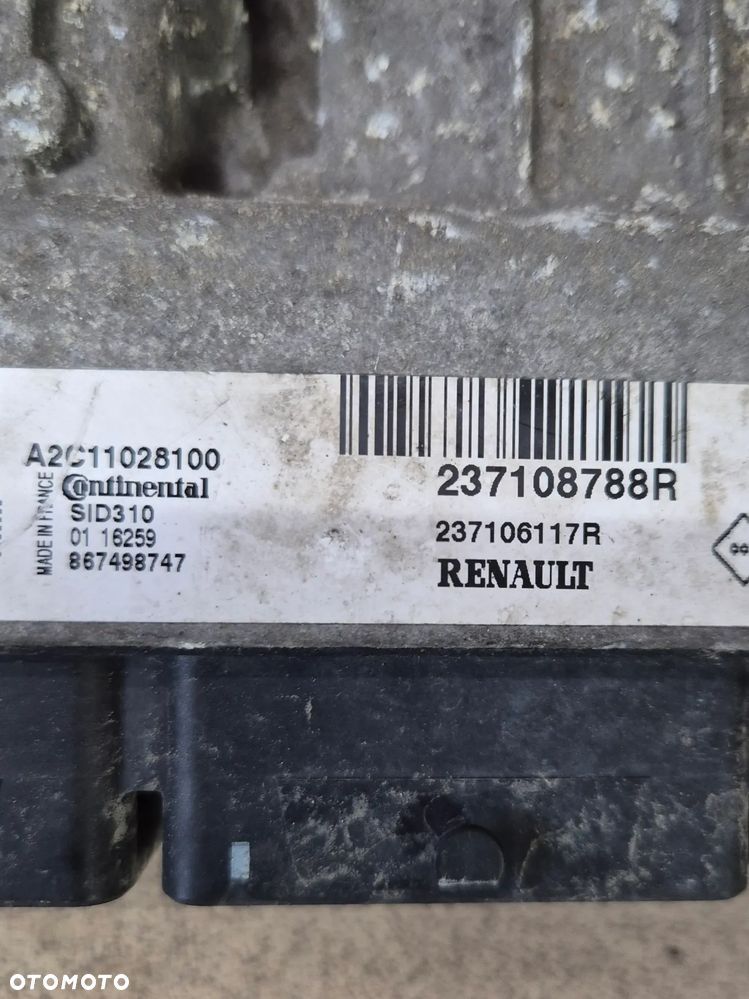 A2C11028100
Continental
SID310
01 16259
867498747
MADE IN FRANCE
237108788R
237106117R
RENAULT
OTOMOTO